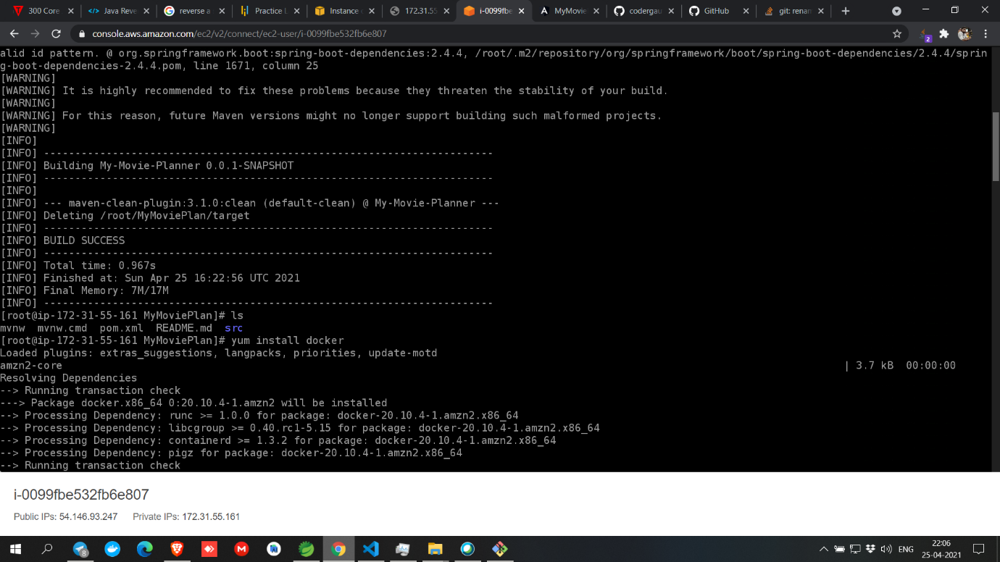 300 Core
Java Reve
reverse a
Practice L
Instance
172.31.55
i-0099fbe
MyMovie
codergau
GitHub
git: renan
console.aws.amazon.com/ec2/v2/connect/ec2-user/i-0099fbe532fb6e807
2
alid id pattern. @ org.springframework.boot:spring-boot-dependencies:2.4.4, /root/.m2/repository/org/springframework/boot/spring-boot-dependencies/2.4.4/sprin
g-boot-dependencies-2.4.4.pom, line 1671, column 25
[WARNING]
[WARNING] It is highly recommended to fix these problems because they threaten the stability of your build.
[WARNING]
[WARNING] For this reason, future Maven versions might no longer support building such malformed projects.
[WARNING]
[INFO]
[INFO] ------------------------------------------------------------------------
[INFO] Building My-Movie-Planner 0.0.1-SNAPSHOT
[INFO] ------------------------------------------------------------------------
[INFO]
[INFO] --- maven-clean-plugin:3.1.0:clean (default-clean) @ My-Movie-Planner ---
[INFO] Deleting /root/MyMoviePlan/target
[INFO] ------------------------------------------------------------------------
[INFO] BUILD SUCCESS
[INFO] ------------------------------------------------------------------------
[INFO] Total time: 0.967s
[INFO] Finished at: Sun Apr 25 16:22:56 UTC 2021
[INFO] Final Memory: 7M/17M
[INFO] ------------------------------------------------------------------------
[root@ip-172-31-55-161 MyMoviePlan]# ls
mvnw  mvnw.cmd  pom.xml  README.md  src
[root@ip-172-31-55-161 MyMoviePlan]# yum install docker
Loaded plugins: extras_suggestions, langpacks, priorities, update-motd
amzn2-core | 3.7 kB  00:00:00
Resolving Dependencies
--> Running transaction check
---> Package docker.x86_64 0:20.10.4-1.amzn2 will be installed
--> Processing Dependency: runc >= 1.0.0 for package: docker-20.10.4-1.amzn2.x86_64
--> Processing Dependency: libcgroup >= 0.40.rc1-5.15 for package: docker-20.10.4-1.amzn2.x86_64
--> Processing Dependency: containerd >= 1.3.2 for package: docker-20.10.4-1.amzn2.x86_64
--> Processing Dependency: pigz for package: docker-20.10.4-1.amzn2.x86_64
--> Running transaction check
i-0099fbe532fb6e807
Public IPs: 54.146.93.247 Private IPs: 172.31.55.161
8
ENG
22:06
25-04-2021